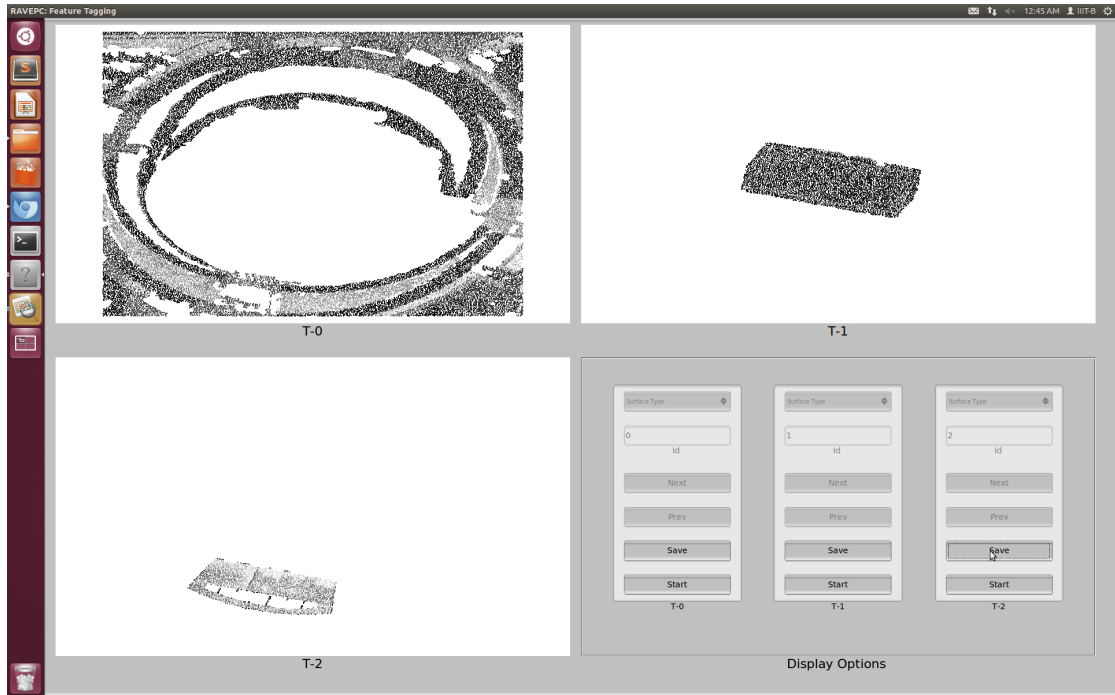 RAVEPC: Feature Tagging
12:45 AM IIIT-B
T-0
T-1
Surface Type Surface Type Surface Type
0 1 2
Id Id Id
Next Next Next
Prev Prev Prev
Save Save Save
Start Start Start
T-0 T-1 T-2
T-2
Display Options